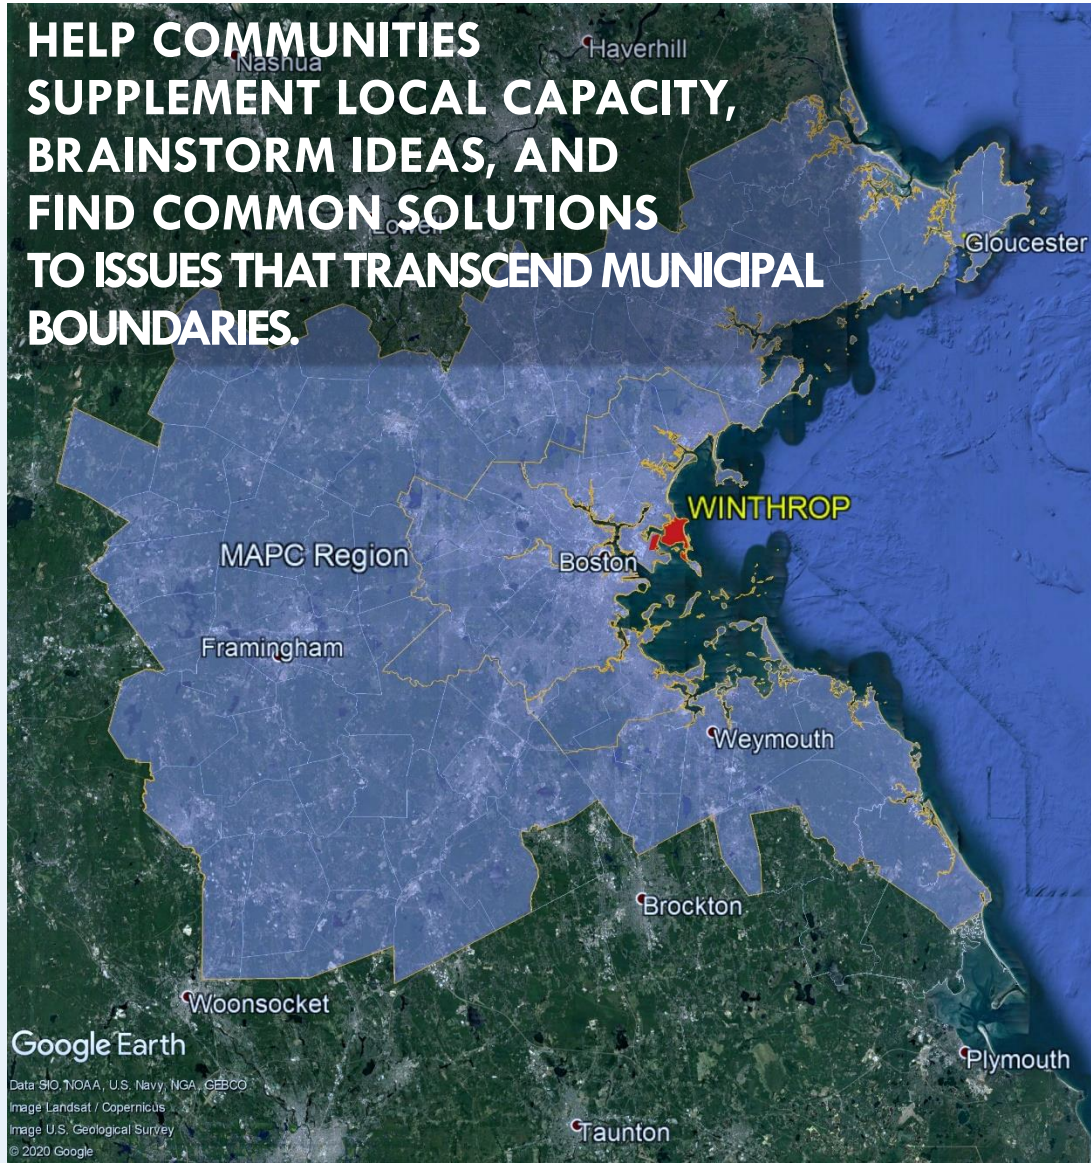 HELP COMMUNITIES
SUPPLEMENT LOCAL CAPACITY,
BRAINSTORM IDEAS, AND
FIND COMMON SOLUTIONS
TO ISSUES THAT TRANSCEND MUNICIPAL
BOUNDARIES.
Nashua
Haverhill
Lowell
Gloucester
WINTHROP
MAPC Region
Boston
Framingham
Weymouth
Brockton
Woonsocket
Google Earth
Plymouth
Data SIO, NOAA, U.S. Navy, NGA, GEBCO
Image Landsat / Copernicus
Image U.S. Geological Survey
Taunton
© 2020 Google